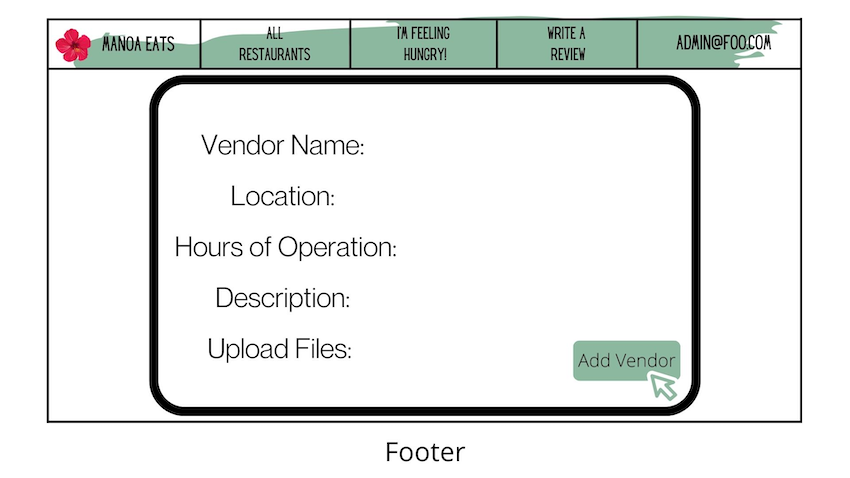 MANOA EATS
ALL
RESTAURANTS
I'M FEELING
HUNGRY!
WRITE A
REVIEW
ADMIN@FOO.COM
Vendor Name:
Location:
Hours of Operation:
Description:
Upload Files:
Add Vendor
Footer